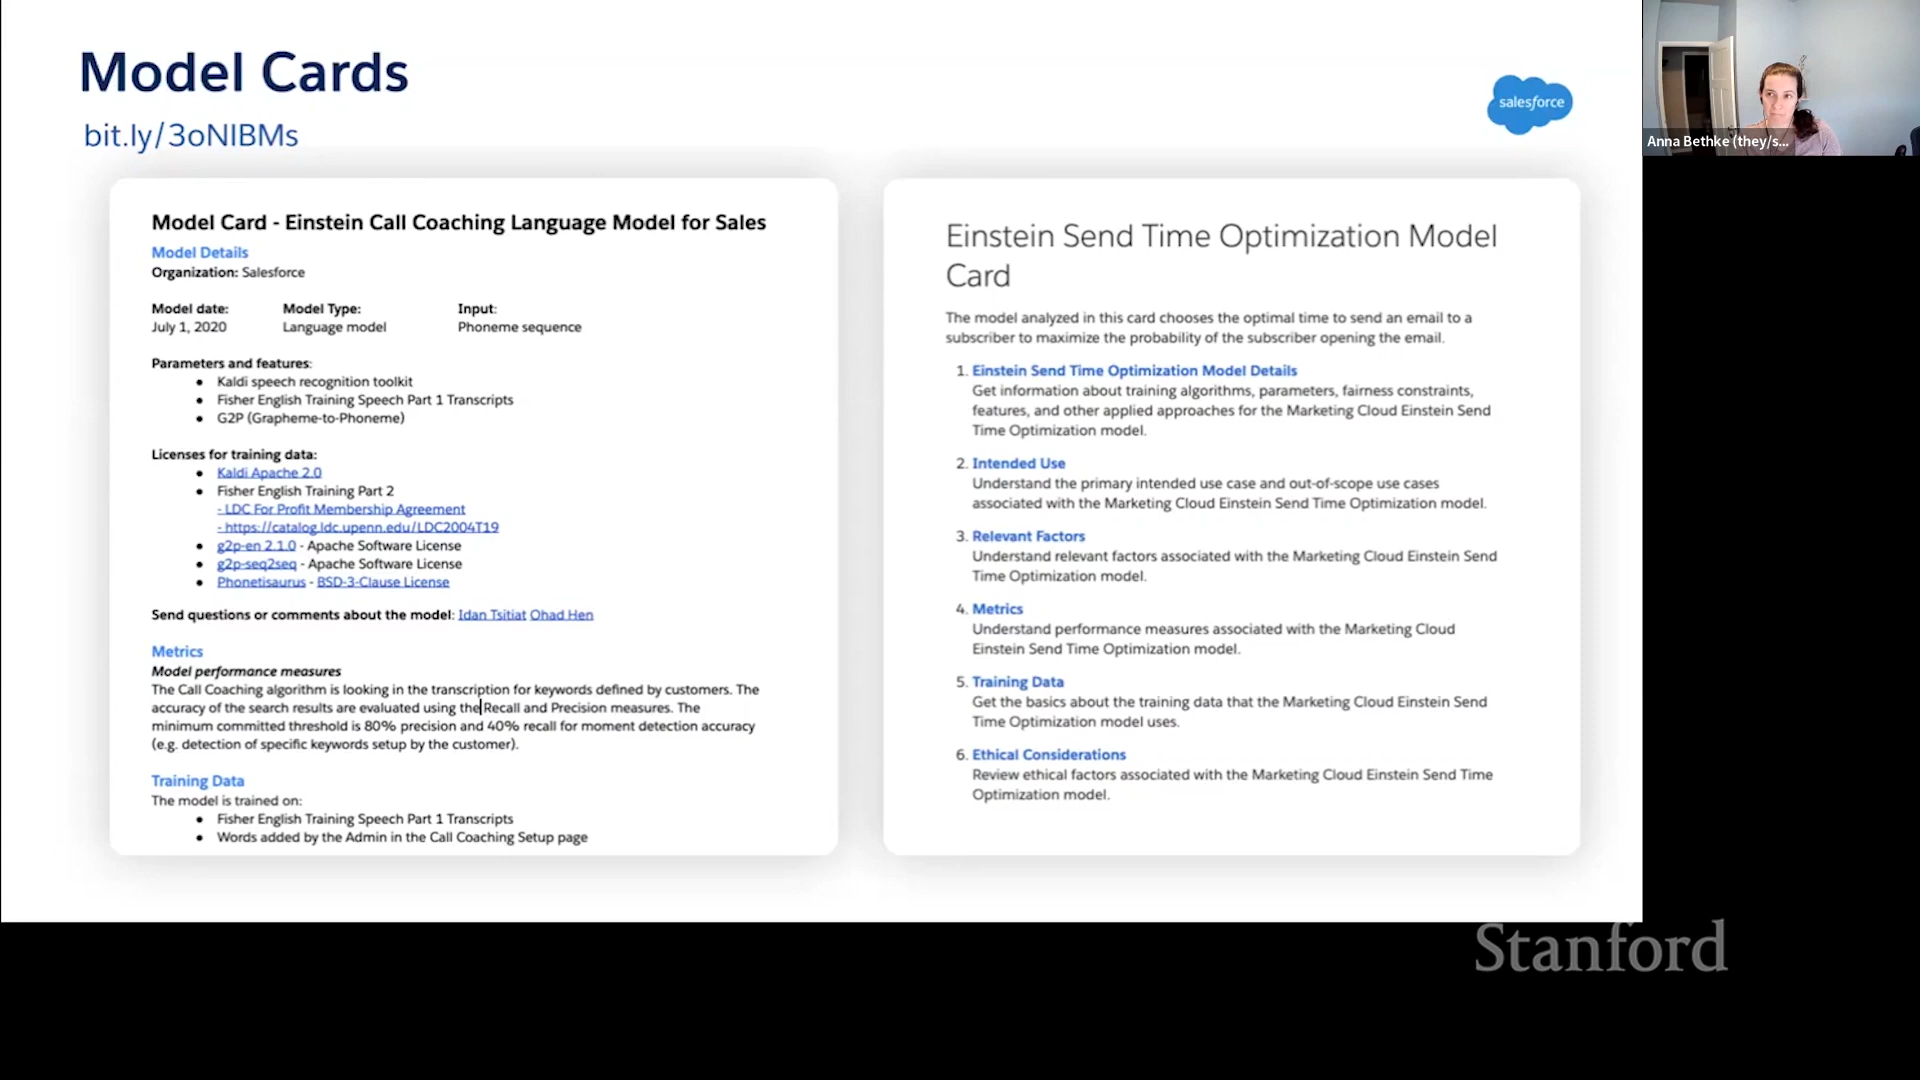 Model Cards
bit.ly/3oNIBMs
salesforce
Anna Bethke (they/s...
Model Card - Einstein Call Coaching Language Model for Sales
Model Details
Organization: Salesforce
Model date: Model Type: Input:
July 1, 2020 Language model Phoneme sequence
Parameters and features:
• Kaldi speech recognition toolkit
• Fisher English Training Speech Part 1 Transcripts
• G2P (Grapheme-to-Phoneme)
Licenses for training data:
• Kaldi Apache 2.0
• Fisher English Training Part 2
- LDC For Profit Membership Agreement
- https://catalog.ldc.upenn.edu/LDC2004T19
• g2p-en 2.1.0 - Apache Software License
• g2p-seq2seq - Apache Software License
• Phonetisaurus - BSD-3-Clause License
Send questions or comments about the model: Idan Tsitiat Ohad Hen
Metrics
Model performance measures
The Call Coaching algorithm is looking in the transcription for keywords defined by customers. The
accuracy of the search results are evaluated using the Recall and Precision measures. The
minimum committed threshold is 80% precision and 40% recall for moment detection accuracy
(e.g. detection of specific keywords setup by the customer).
Training Data
The model is trained on:
• Fisher English Training Speech Part 1 Transcripts
• Words added by the Admin in the Call Coaching Setup page
Einstein Send Time Optimization Model
Card
The model analyzed in this card chooses the optimal time to send an email to a
subscriber to maximize the probability of the subscriber opening the email.
1. Einstein Send Time Optimization Model Details
Get information about training algorithms, parameters, fairness constraints,
features, and other applied approaches for the Marketing Cloud Einstein Send
Time Optimization model.
2. Intended Use
Understand the primary intended use case and out-of-scope use cases
associated with the Marketing Cloud Einstein Send Time Optimization model.
3. Relevant Factors
Understand relevant factors associated with the Marketing Cloud Einstein Send
Time Optimization model.
4. Metrics
Understand performance measures associated with the Marketing Cloud
Einstein Send Time Optimization model.
5. Training Data
Get the basics about the training data that the Marketing Cloud Einstein Send
Time Optimization model uses.
6. Ethical Considerations
Review ethical factors associated with the Marketing Cloud Einstein Send Time
Optimization model.
Stanford